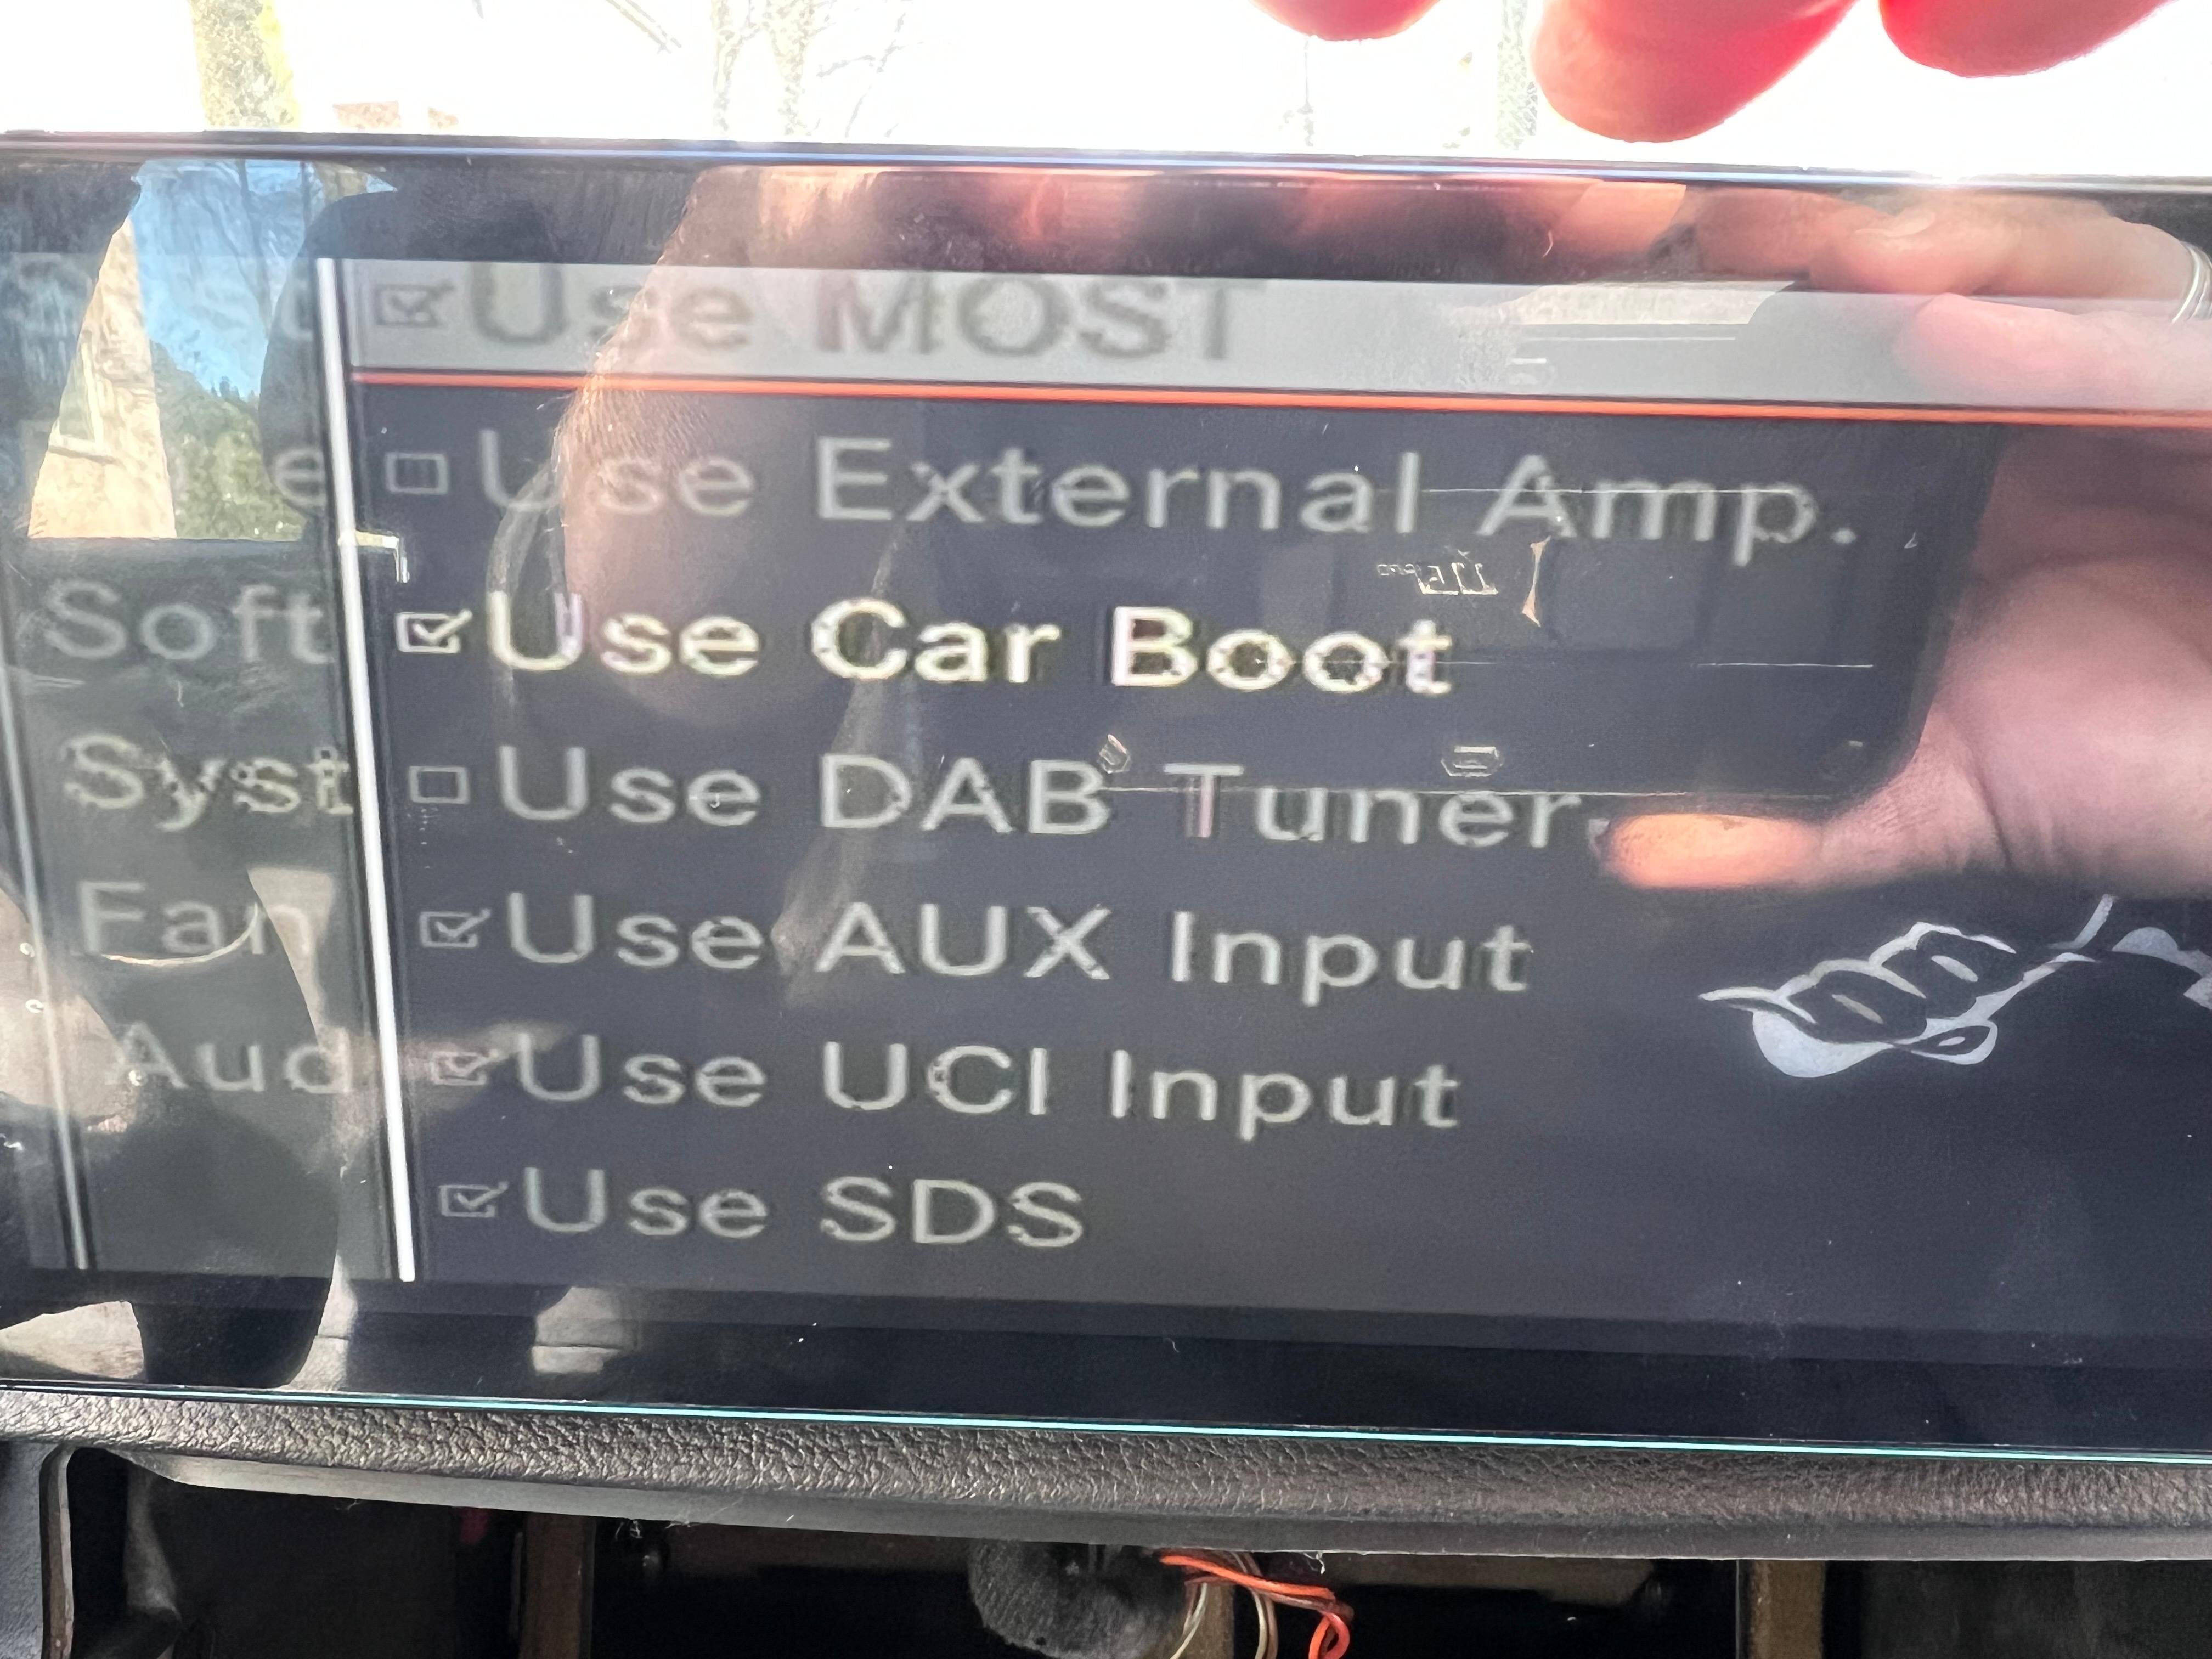 Use MOST
Use External Amp.
Use Car Boot
Soft
Use DAB Tuner
Syst
Use AUX Input
Fan
Use UCI Input
Aud
Use SDS